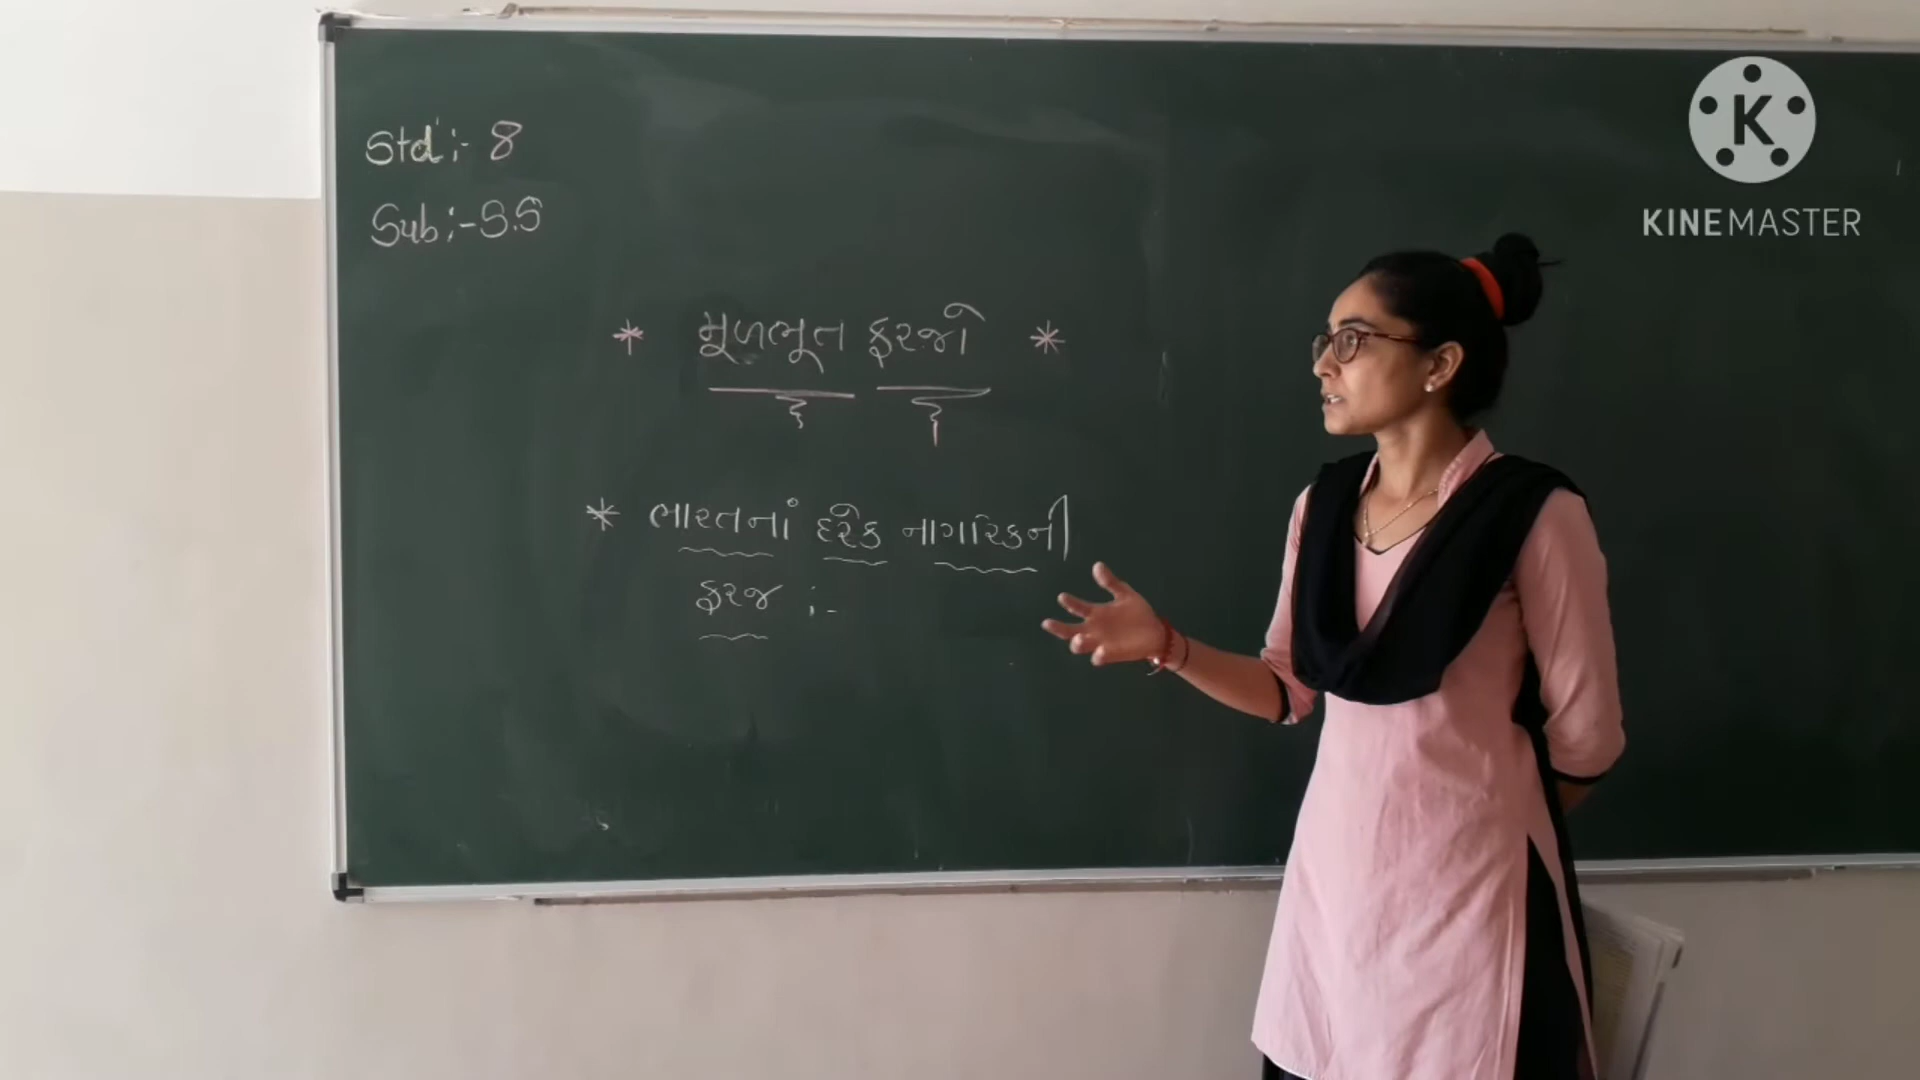 Std :- 8
Sub :- S.S
* મૂળભૂત ફરજો *
* ભારતનાં દરેક નાગરિકની
ફરજ :-
K
KINEMASTER